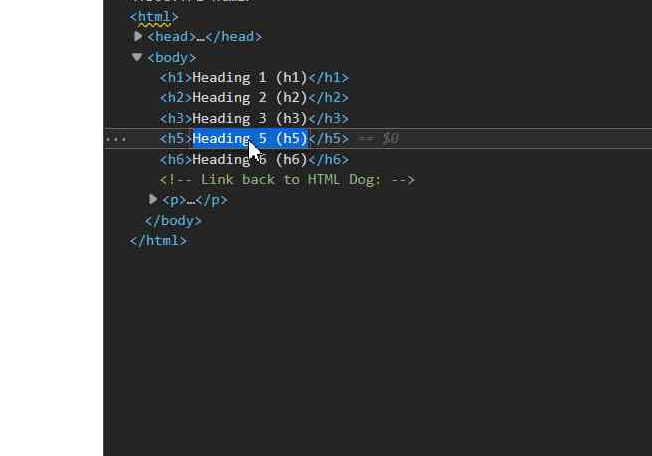 <html>
<head>…</head>
<body>
<h1>Heading 1 (h1)</h1>
<h2>Heading 2 (h2)</h2>
<h3>Heading 3 (h3)</h3>
<h5>Heading 5 (h5)</h5> == $0
<h6>Heading 6 (h6)</h6>
<!-- Link back to HTML Dog: -->
<p>…</p>
</body>
</html>